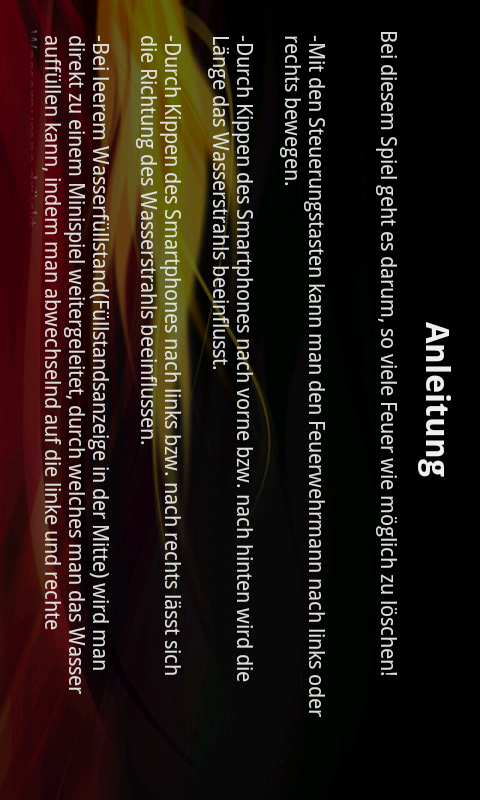 Anleitung
Bei diesem Spiel geht es darum, so viele Feuer wie möglich zu löschen!
-Mit den Steuerungstasten kann man den Feuerwehrmann nach links oder
rechts bewegen.
-Durch Kippen des Smartphones nach vorne bzw. nach hinten wird die
Länge das Wasserstrahls beeinflusst.
-Durch Kippen des Smartphones nach links bzw. nach rechts lässt sich
die Richtung des Wasserstrahls beeinflussen.
-Bei leerem Wasserfüllstand(Füllstandsanzeige in der Mitte) wird man
direkt zu einem Minispiel weitergeleitet, durch welches man das Wasser
auffüllen kann, indem man abwechselnd auf die linke und rechte